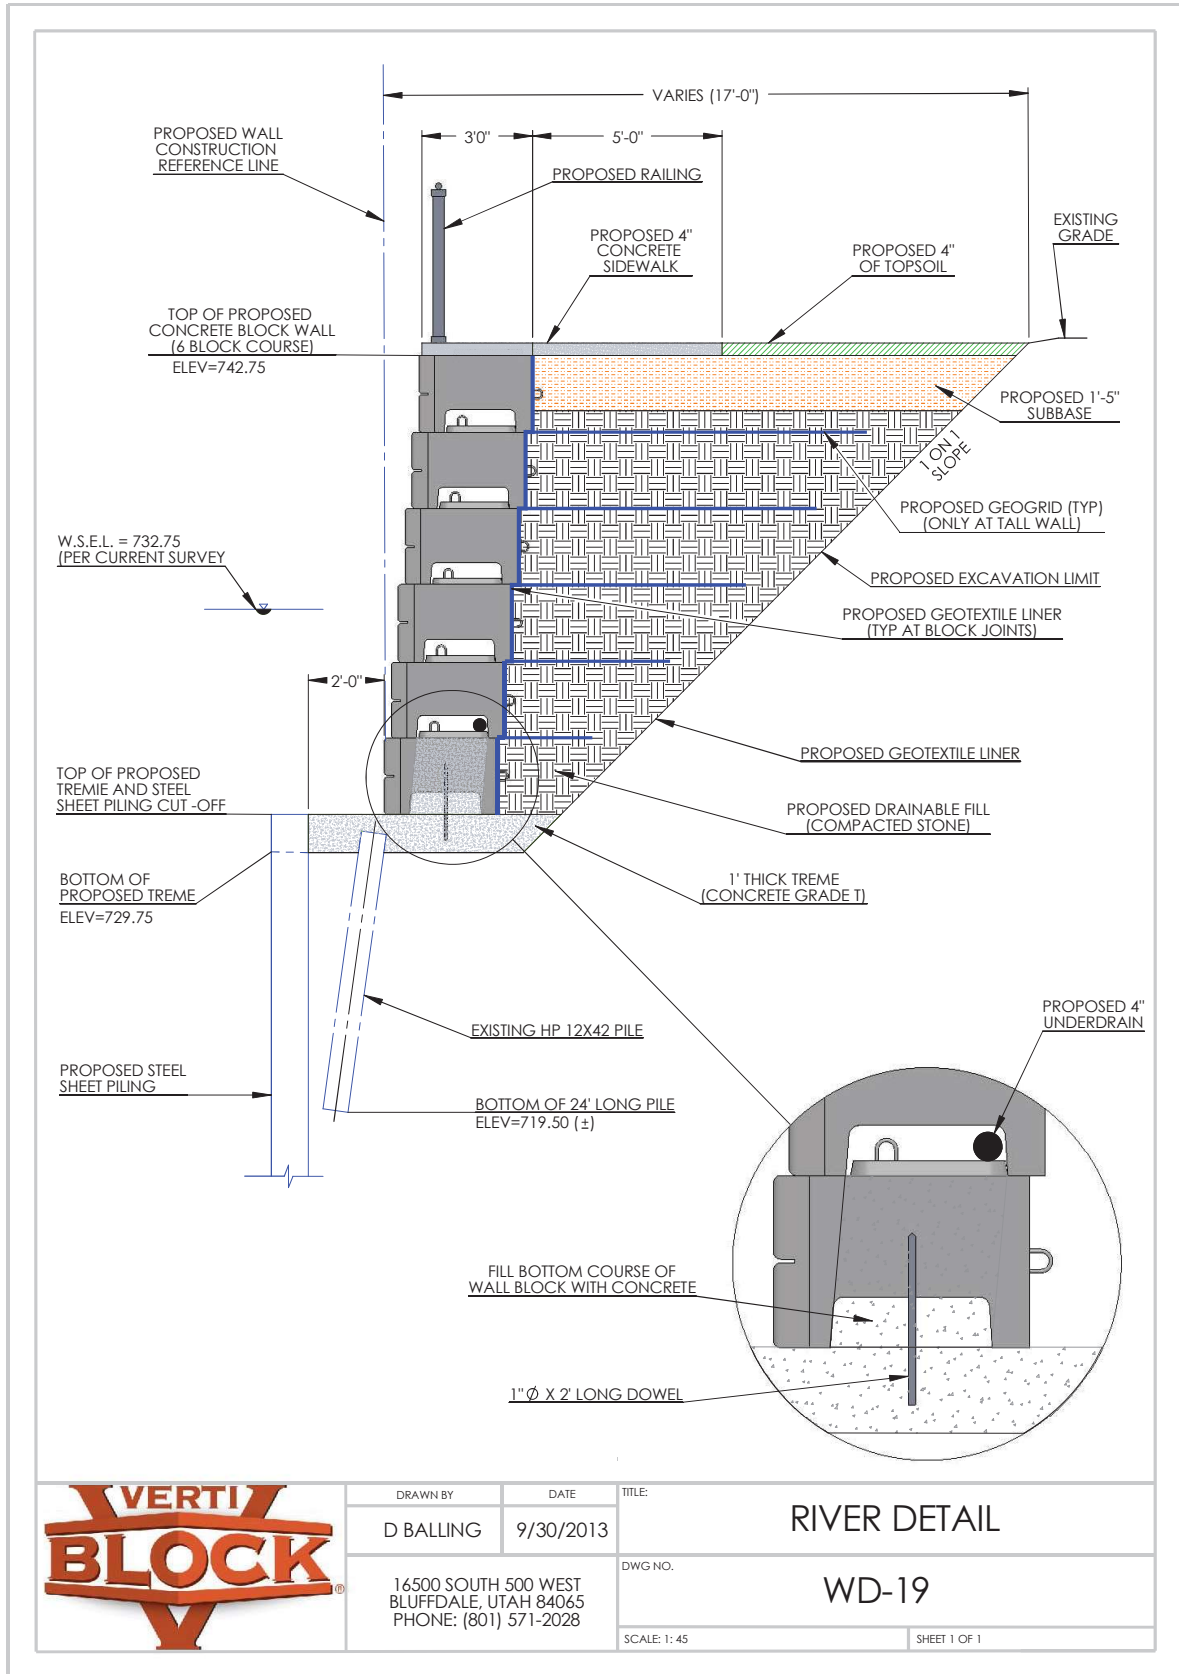 VARIES (17'-0")
3'0"
5'-0"
PROPOSED WALL
CONSTRUCTION
REFERENCE LINE
PROPOSED RAILING
PROPOSED 4"
CONCRETE
SIDEWALK
PROPOSED 4"
OF TOPSOIL
EXISTING
GRADE
TOP OF PROPOSED
CONCRETE BLOCK WALL
(6 BLOCK COURSE)
ELEV=742.75
PROPOSED 1'-5"
SUBBASE
1 ON 1
SLOPE
PROPOSED GEOGRID (TYP)
(ONLY AT TALL WALL)
W.S.E.L. = 732.75
(PER CURRENT SURVEY
PROPOSED EXCAVATION LIMIT
PROPOSED GEOTEXTILE LINER
(TYP AT BLOCK JOINTS)
2'-0"
PROPOSED GEOTEXTILE LINER
TOP OF PROPOSED
TREMIE AND STEEL
SHEET PILING CUT -OFF
PROPOSED DRAINABLE FILL
(COMPACTED STONE)
BOTTOM OF
PROPOSED TREME
ELEV=729.75
1' THICK TREME
(CONCRETE GRADE T)
EXISTING HP 12X42 PILE
PROPOSED 4"
UNDERDRAIN
PROPOSED STEEL
SHEET PILING
BOTTOM OF 24' LONG PILE
ELEV=719.50 (±)
FILL BOTTOM COURSE OF
WALL BLOCK WITH CONCRETE
1"Ø X 2' LONG DOWEL
VERTI
BLOCK
®
DRAWN BY
DATE
D BALLING
9/30/2013
16500 SOUTH 500 WEST
BLUFFDALE, UTAH 84065
PHONE: (801) 571-2028
TITLE:
RIVER DETAIL
DWG NO.
WD-19
SCALE: 1: 45
SHEET 1 OF 1